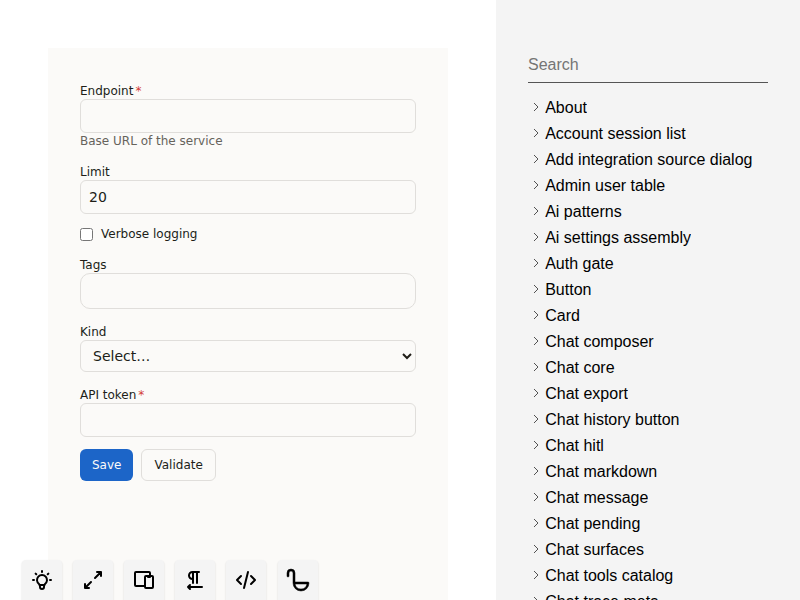 Endpoint*
Base URL of the service
Limit
20
Verbose logging
Tags
Kind
Select...
API token*
Save
Validate
Search
About
Account session list
Add integration source dialog
Admin user table
Ai patterns
Ai settings assembly
Auth gate
Button
Card
Chat composer
Chat core
Chat export
Chat history button
Chat hitl
Chat markdown
Chat message
Chat pending
Chat surfaces
Chat tools catalog